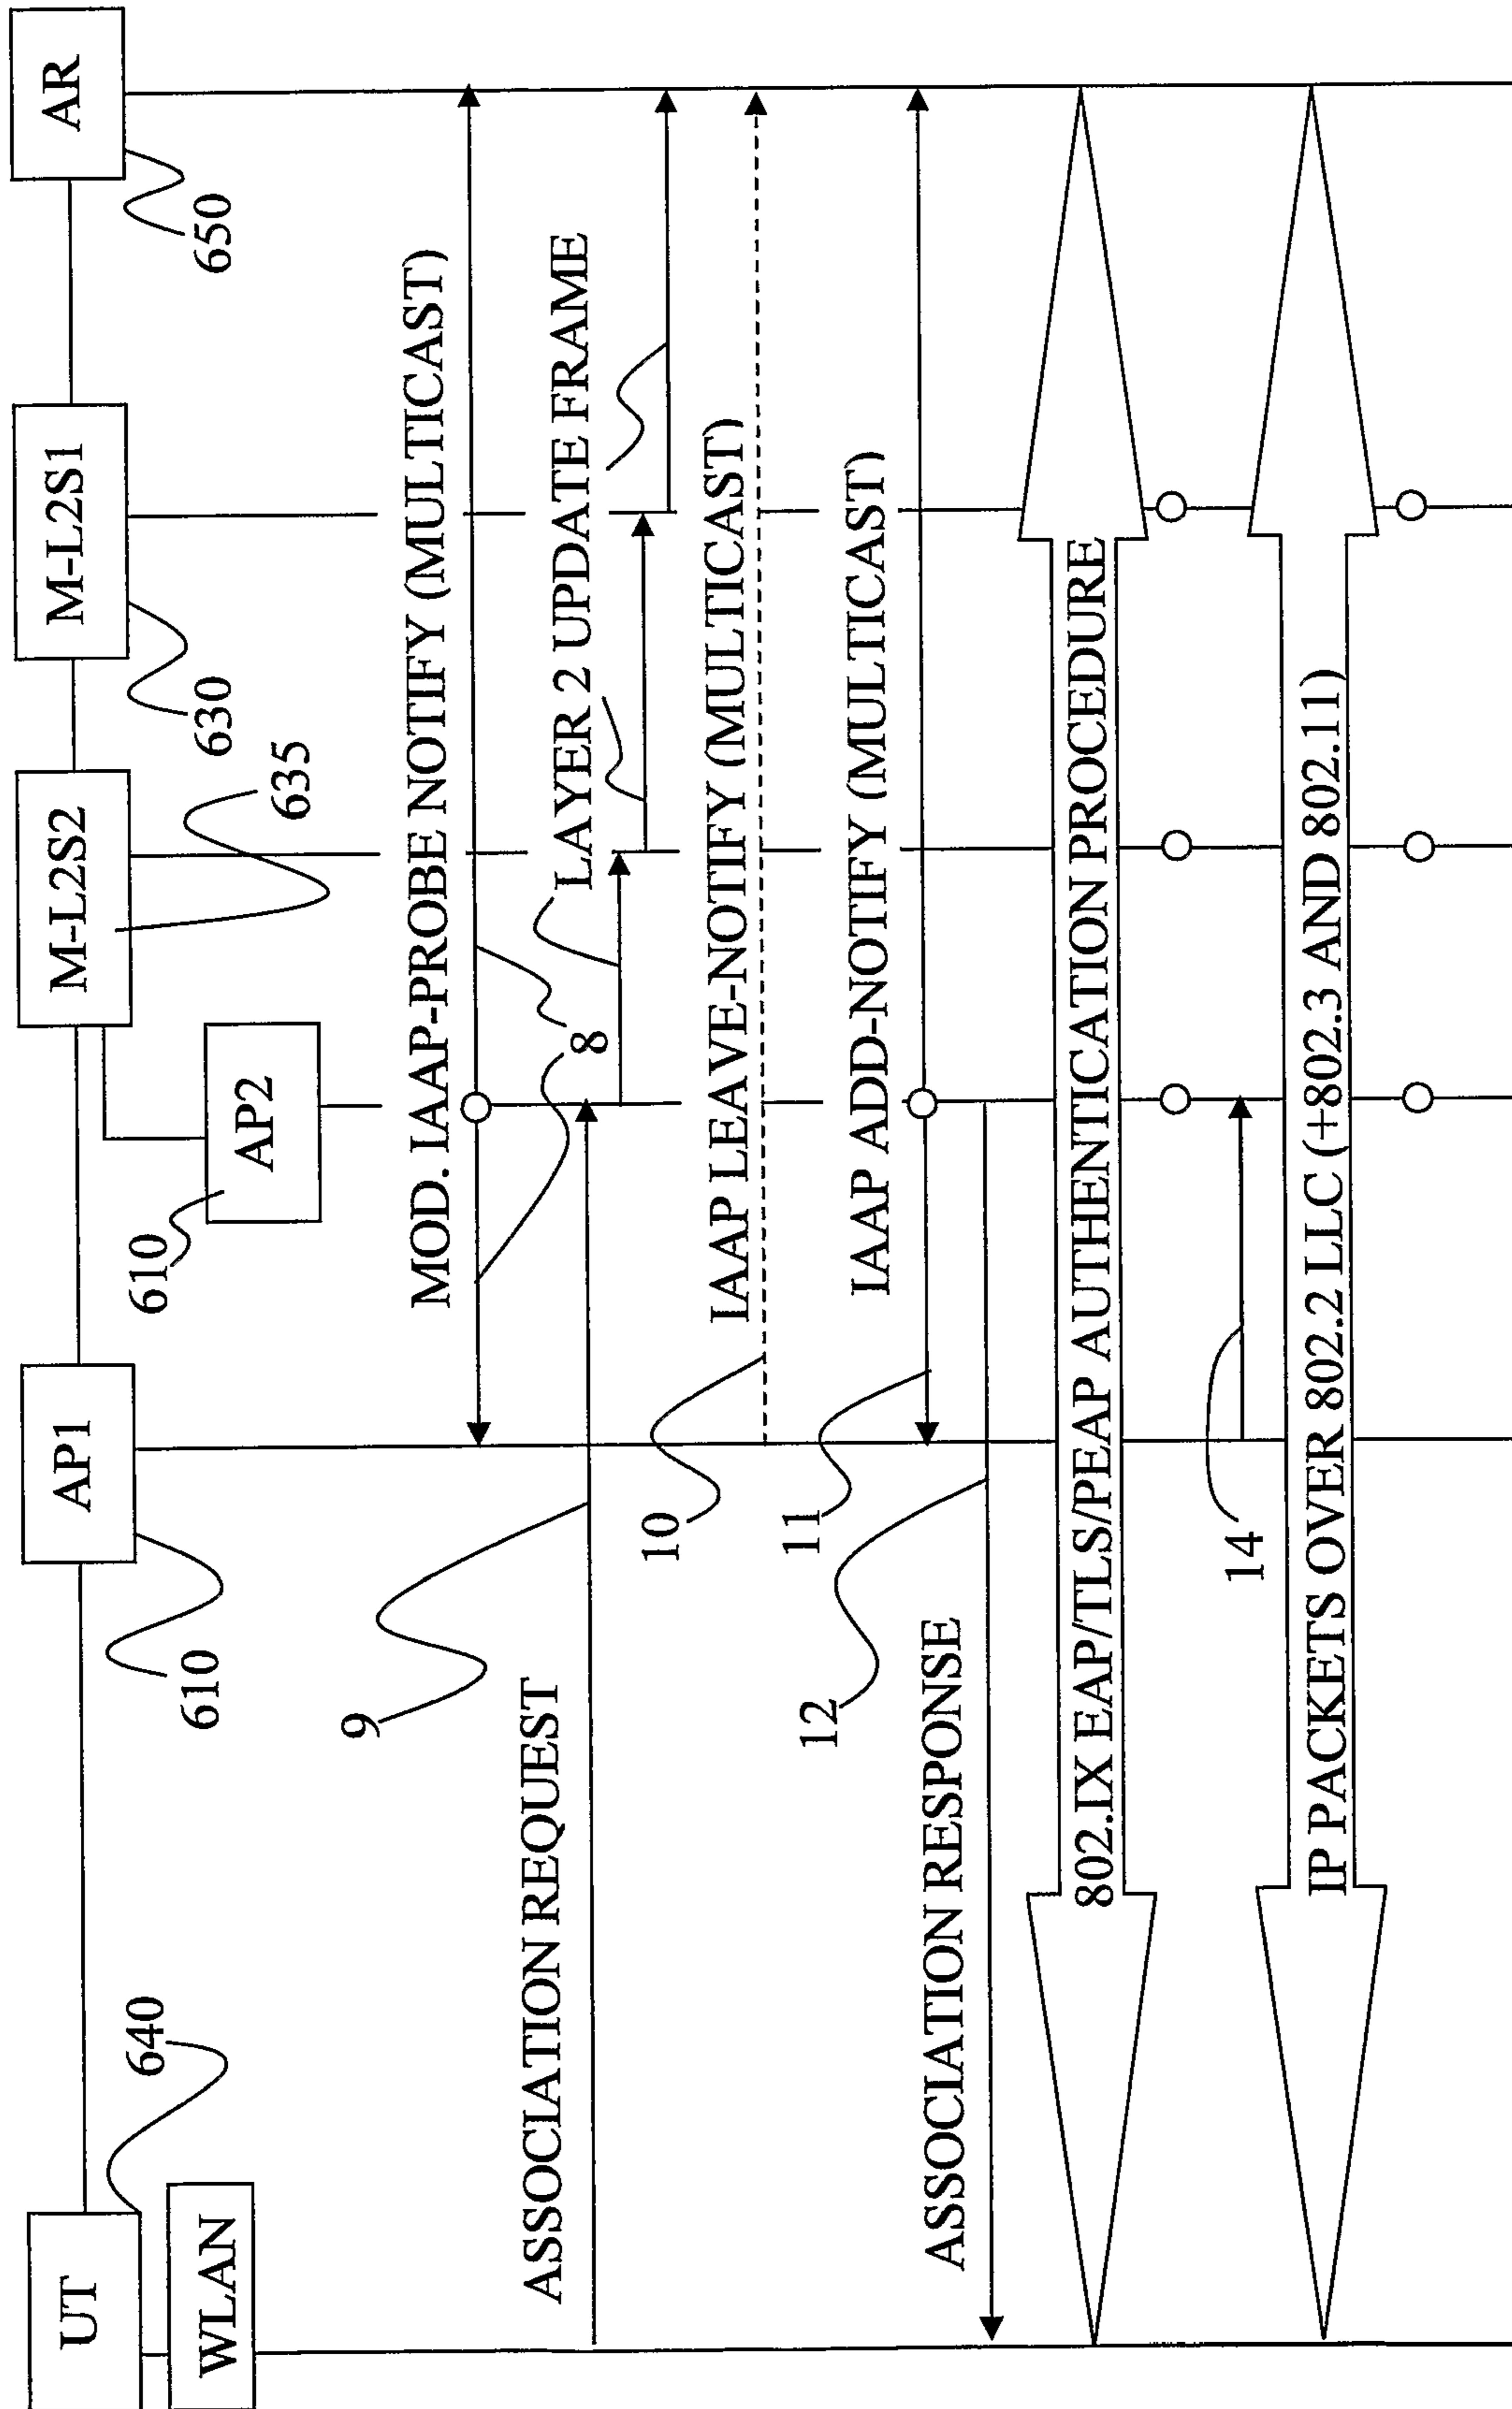 UT
WLAN
640
AP1
610
AP2
610
M-L2S2
635
M-L2S1
630
AR
650
MOD. IAAP-PROBE NOTIFY (MULTICAST)
8
9
ASSOCIATION REQUEST
LAYER 2 UPDATE FRAME
10
IAAP LEAVE-NOTIFY (MULTICAST)
11
IAAP ADD-NOTIFY (MULTICAST)
12
ASSOCIATION RESPONSE
802.IX EAP/TLS/PEAP AUTHENTICATION PROCEDURE
14
IP PACKETS OVER 802.2 LLC (+802.3 AND 802.11)